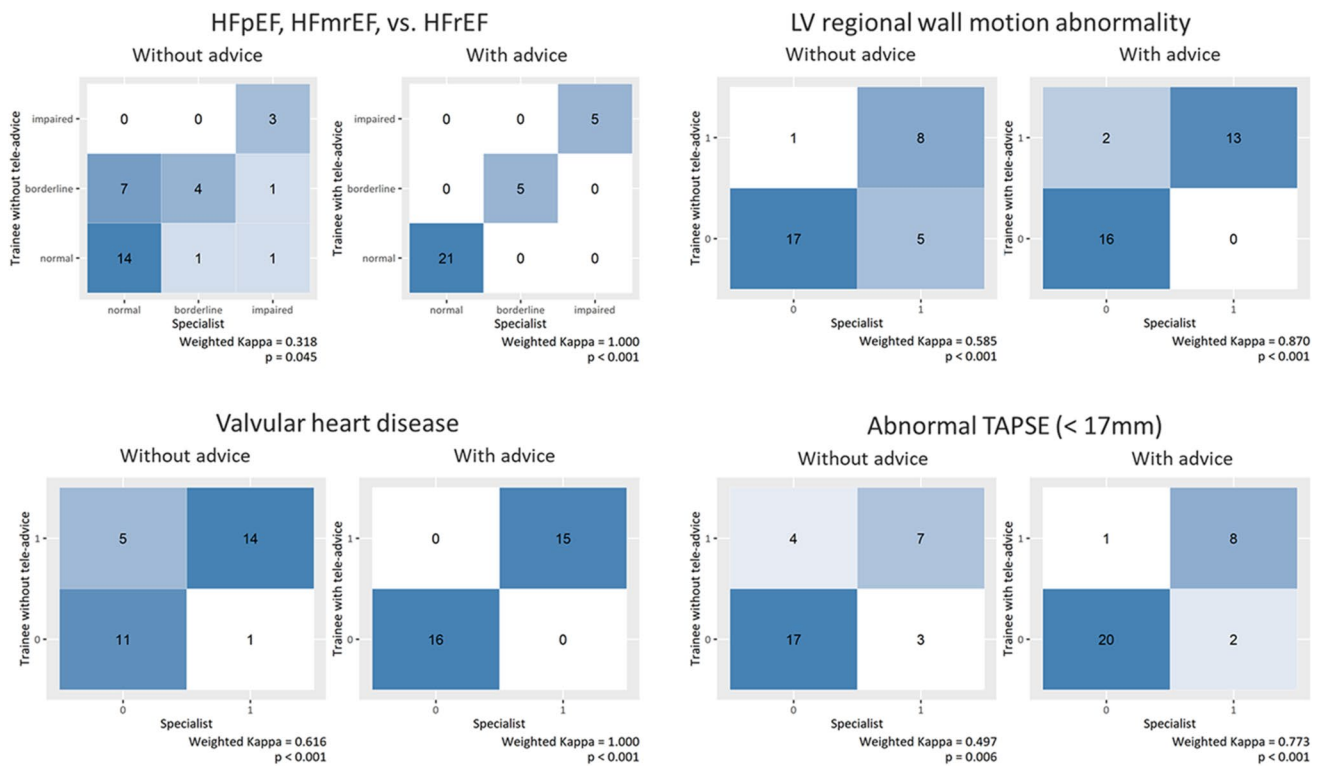 HFpEF, HFmrEF, vs. HFrEF
Without advice
With advice
Trainee without tele-advice
impaired
0
0
3
borderline
7
4
1
normal
14
1
1
normal
borderline
impaired
Specialist
Weighted Kappa = 0.318
p = 0.045
Trainee with tele-advice
impaired
0
0
5
borderline
0
5
0
normal
21
0
0
normal
borderline
impaired
Specialist
Weighted Kappa = 1.000
p < 0.001
LV regional wall motion abnormality
Without advice
With advice
Trainee without tele-advice
1
1
8
0
17
5
0
1
Specialist
Weighted Kappa = 0.585
p < 0.001
Trainee with tele-advice
1
2
13
0
16
0
0
1
Specialist
Weighted Kappa = 0.870
p < 0.001
Valvular heart disease
Without advice
With advice
Trainee without tele-advice
1
5
14
0
11
1
0
1
Specialist
Weighted Kappa = 0.616
p < 0.001
Trainee with tele-advice
1
0
15
0
16
0
0
1
Specialist
Weighted Kappa = 1.000
p < 0.001
Abnormal TAPSE (< 17mm)
Without advice
With advice
Trainee without tele-advice
1
4
7
0
17
3
0
1
Specialist
Weighted Kappa = 0.497
p = 0.006
Trainee with tele-advice
1
1
8
0
20
2
0
1
Specialist
Weighted Kappa = 0.773
p < 0.001